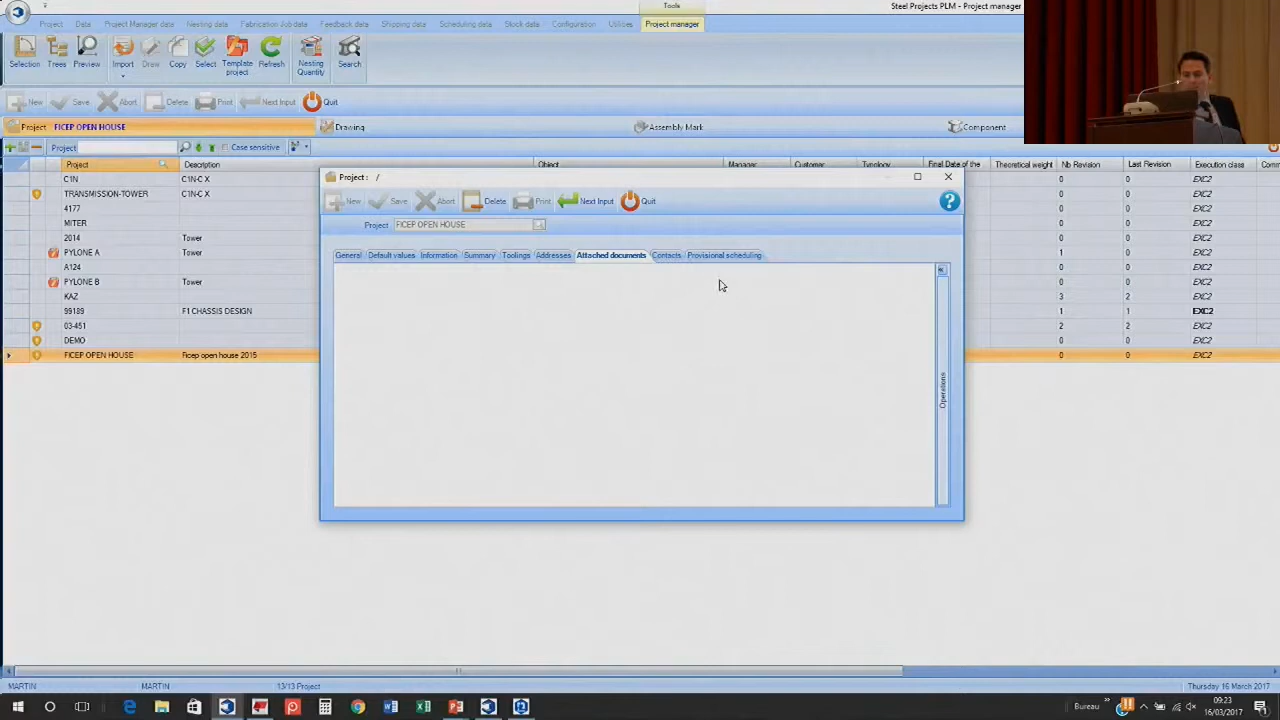 Tools
Steel Projects PLM - Project manager
Project Data Project Manager data Nesting data Fabrication Job data Feedback data Shipping data Scheduling data Stock data Configuration Utilities Project manager
Selection Trees Preview Import Draw Copy Select Template project Refresh Nesting Quantity Search
New Save Abort Delete Print Next Input Quit
Project FICEP OPEN HOUSE Drawing Assembly Mark Component
Project Case sensitive
Project Description Object Manager Customer Typology Final Date of the Theoretical weight Nb Revision Last Revision Execution class
C1N C1N-C X 0 0 EXC2
TRANSMISSION-TOWER C1N-C X 0 0 EXC2
4177 0 0 EXC2
MITER 0 0 EXC2
2014 Tower 0 0 EXC2
PYLONE A Tower 1 0 EXC2
A124 0 0 EXC2
PYLONE B Tower 0 0 EXC2
KAZ 3 2 EXC2
99189 F1 CHASSIS DESIGN 1 1 EXC2
03-451 2 2 EXC2
DEMO 0 0 EXC2
FICEP OPEN HOUSE Ficep open house 2015 0 0 EXC2
Project : /
New Save Abort Delete Print Next Input Quit
Project FICEP OPEN HOUSE
General Default values Information Summary Toolings Addresses Attached documents Contacts Provisional scheduling
Operations
MARTIN MARTIN 13/13 Project Thursday 16 March 2017
Bureau 09:23
16/03/2017